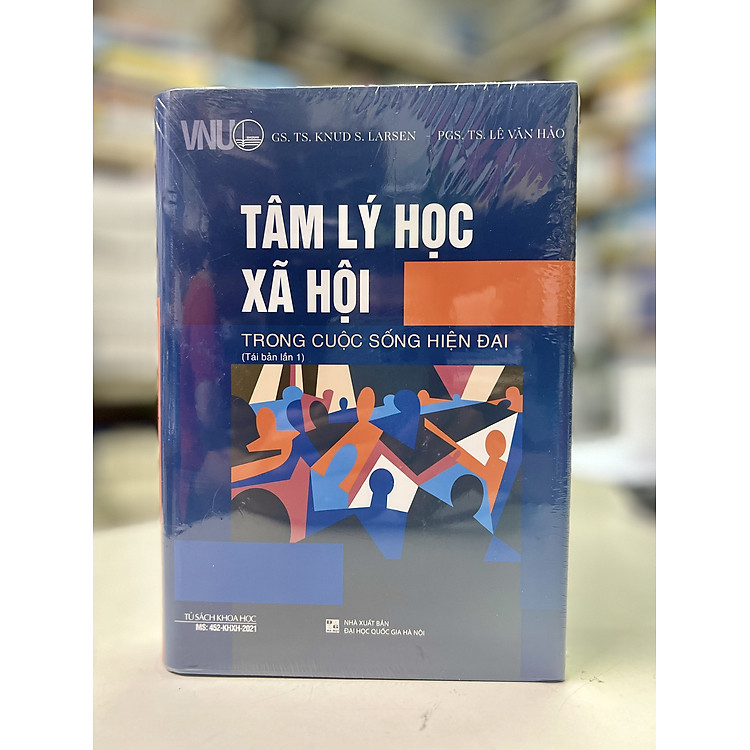 VNU GS. TS. KNUD S. LARSEN - PGS. TS. LÊ VĂN HẢO
TÂM LÝ HỌC
XÃ HỘI
TRONG CUỘC SỐNG HIỆN ĐẠI
(Tái bản lần 1)
TỦ SÁCH KHOA HỌC
MS: 452-KHXH-2021
NHÀ XUẤT BẢN
ĐẠI HỌC QUỐC GIA HÀ NỘI